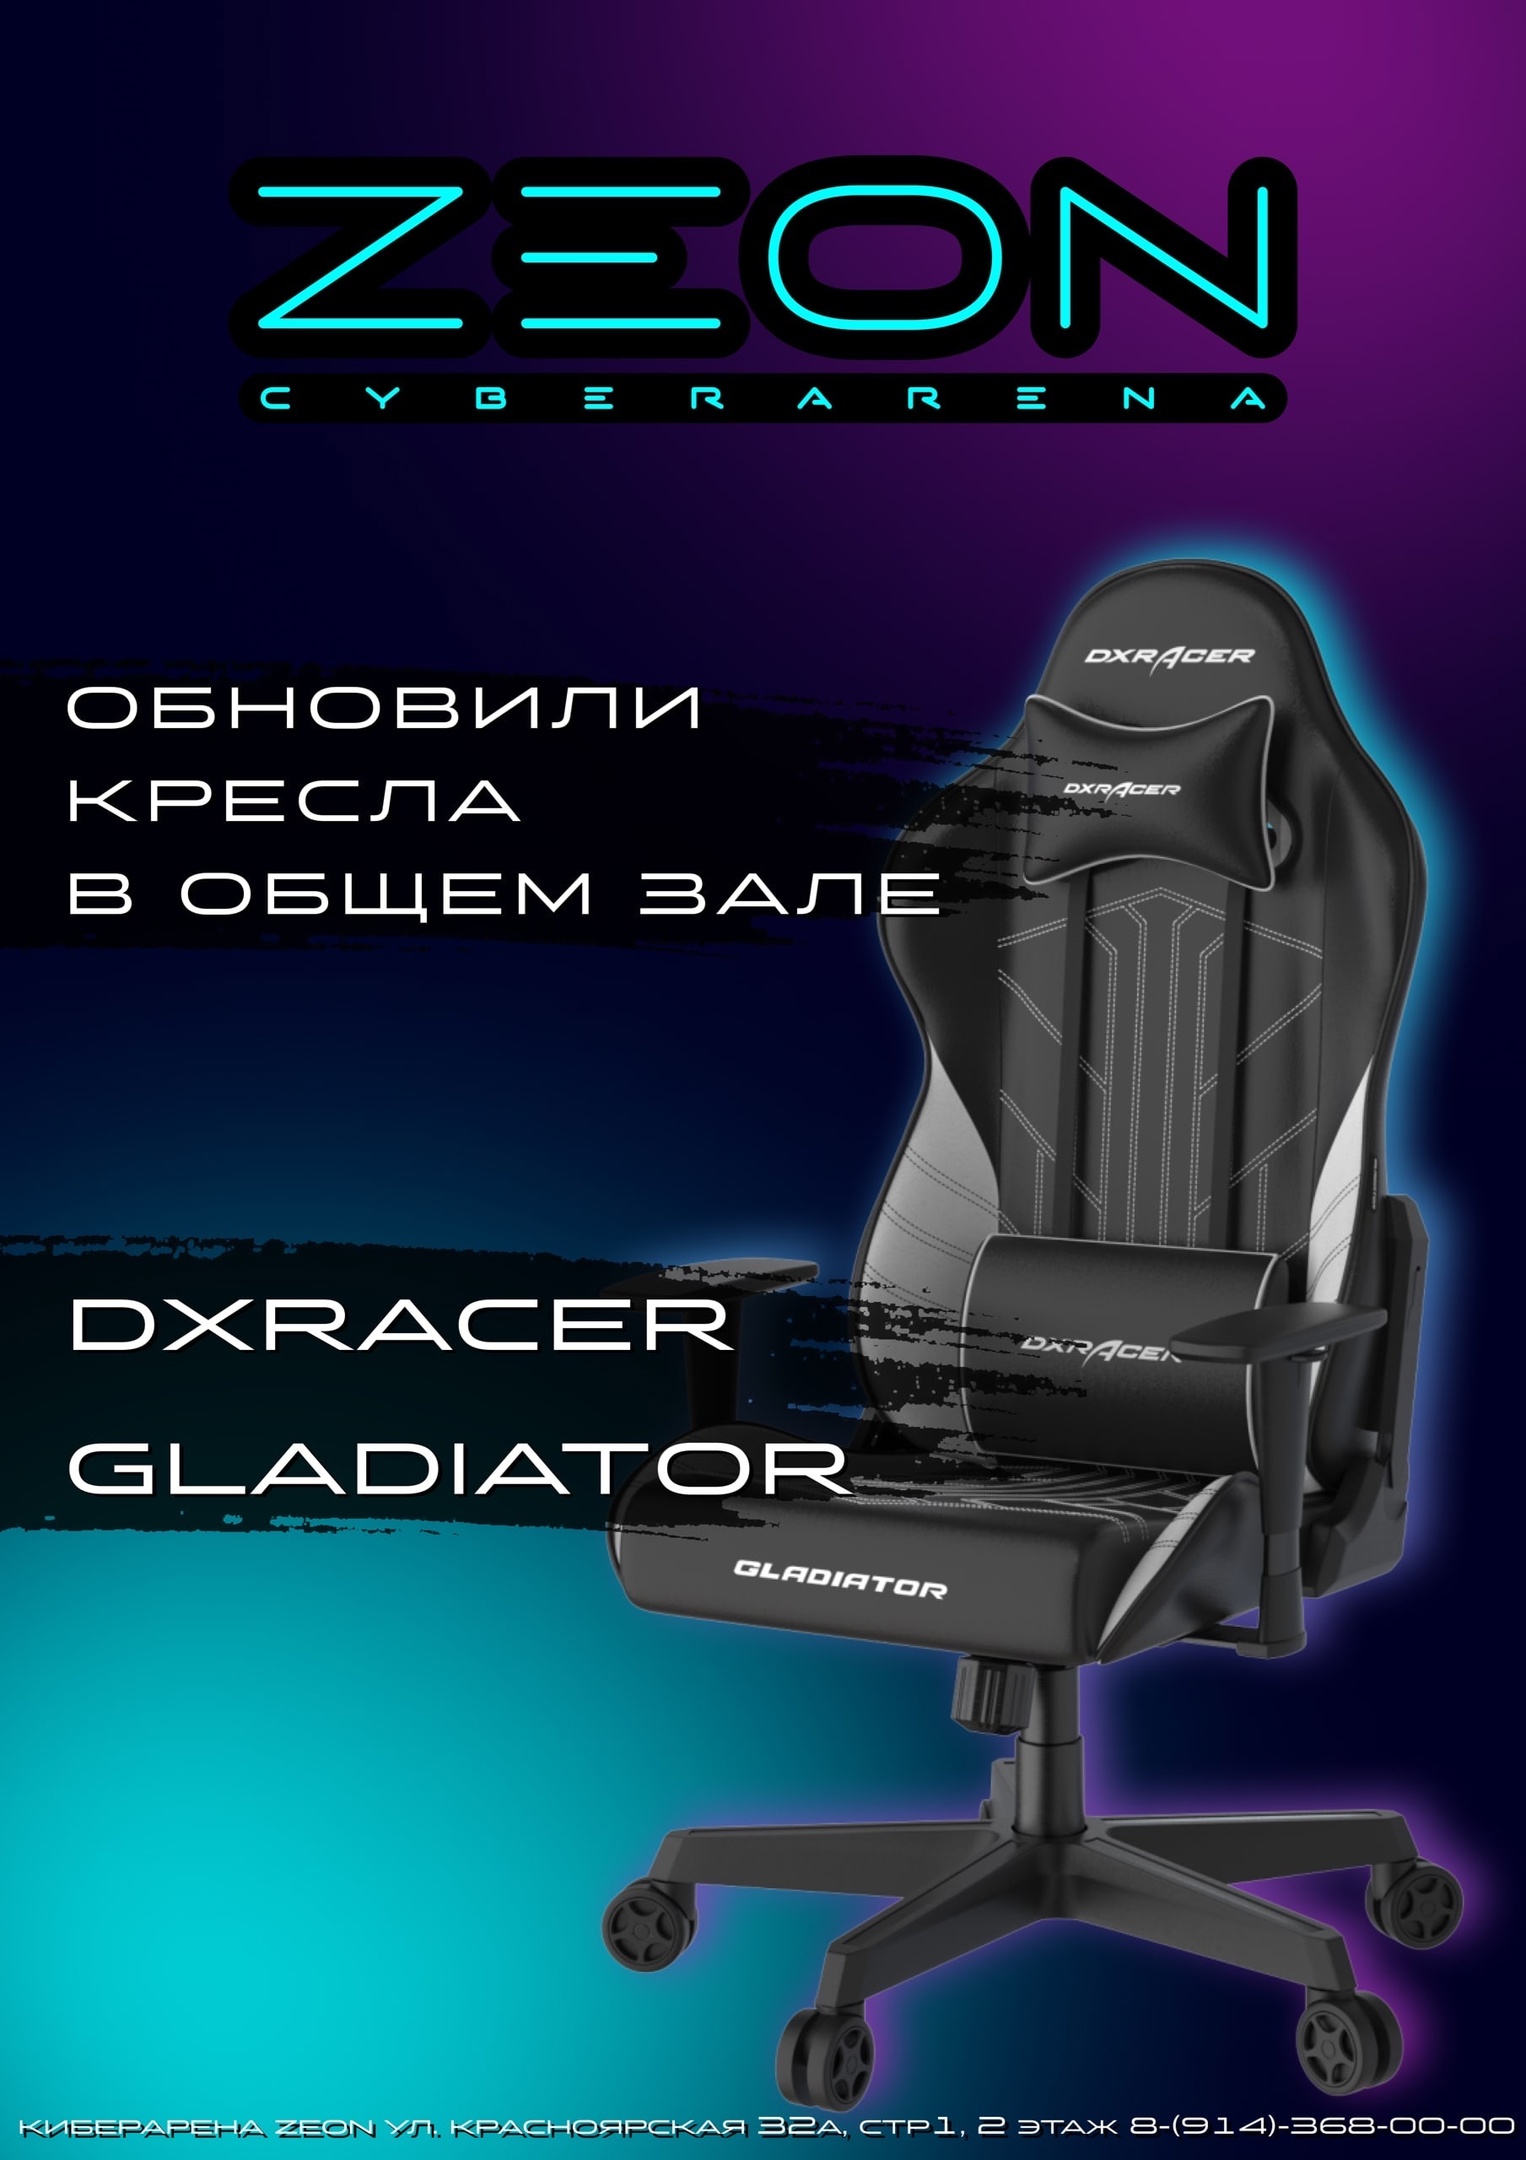 ZEON
CYBERARENA
DXRACER
ОБНОВИЛИ
DXRACER
КРЕСЛА
В ОБЩЕМ ЗАЛЕ
DXRACER
DXRACER
GLADIATOR
GLADIATOR
КИБЕРАРЕНА ZEON УЛ. КРАСНОЯРСКАЯ 32а, СТР1, 2 ЭТАЖ 8-(914)-368-00-00